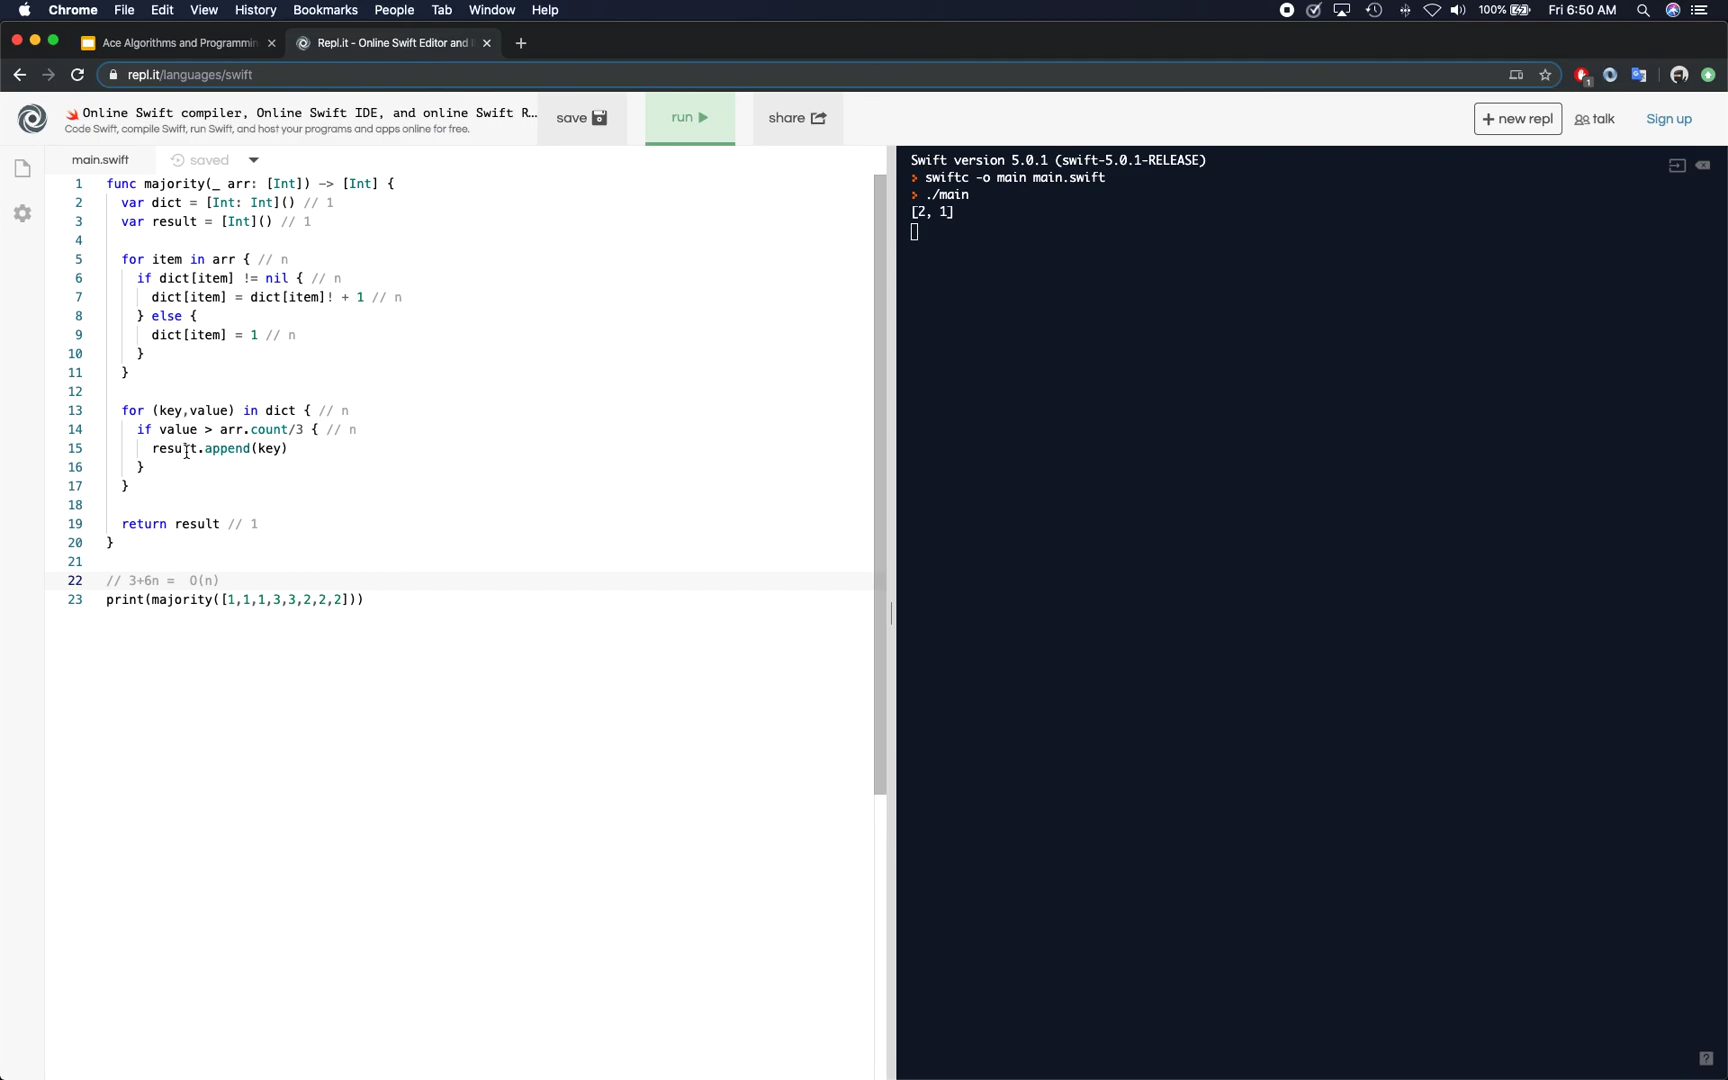 Chrome File Edit View History Bookmarks People Tab Window Help 100% Fri 6:50 AM
Ace Algorithms and Programmin
Repl.it - Online Swift Editor and
repl.it/languages/swift
1
Online Swift compiler, Online Swift IDE, and online Swift R...
Code Swift, compile Swift, run Swift, and host your programs and apps online for free.
save
run
share
+ new repl
talk
Sign up
main.swift
saved
1 func majority(_ arr: [Int]) -> [Int] {
2 var dict = [Int: Int]() // 1
3 var result = [Int]() // 1
4
5 for item in arr { // n
6 if dict[item] != nil { // n
7 dict[item] = dict[item]! + 1 // n
8 } else {
9 dict[item] = 1 // n
10 }
11 }
12
13 for (key,value) in dict { // n
14 if value > arr.count/3 { // n
15 result.append(key)
16 }
17 }
18
19 return result // 1
20 }
21
22 // 3+6n =  O(n)
23 print(majority([1,1,1,3,3,2,2,2]))
Swift version 5.0.1 (swift-5.0.1-RELEASE)
> swiftc -o main main.swift
> ./main
[2, 1]
?